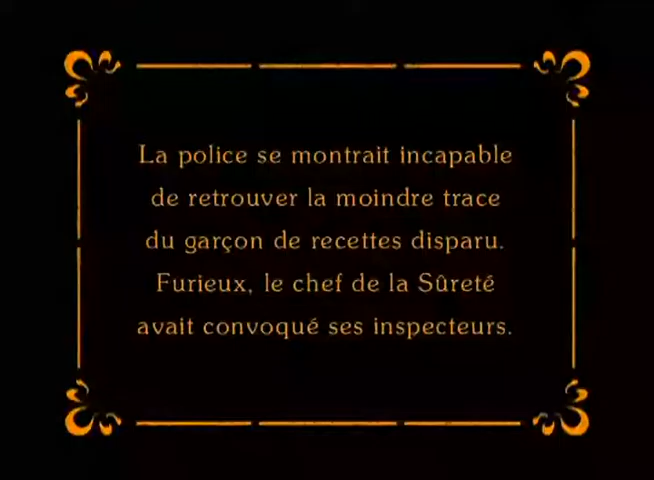 La police se montrait incapable
de retrouver la moindre trace
du garçon de recettes disparu.
Furieux, le chef de la Sûreté
avait convoqué ses inspecteurs.